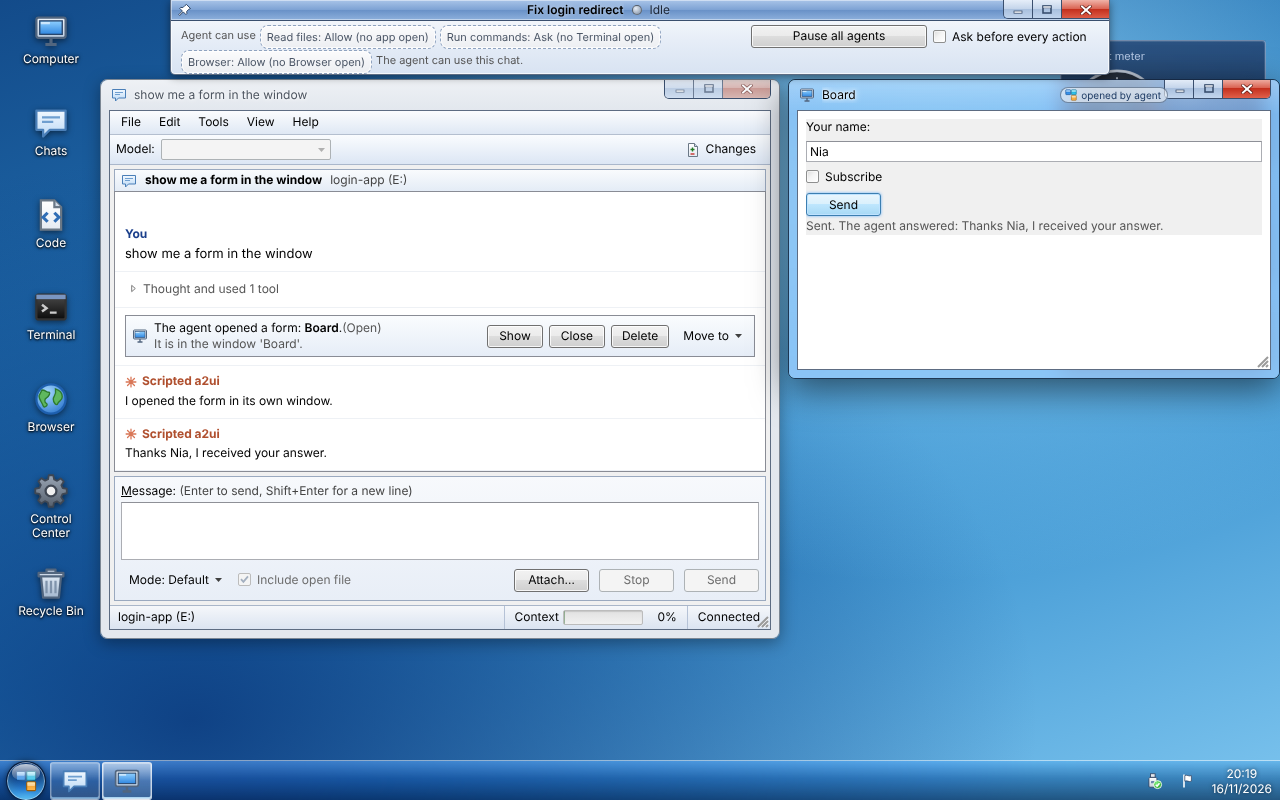 Fix login redirect Idle
Agent can use Read files: Allow (no app open) Run commands: Ask (no Terminal open)
Browser: Allow (no Browser open) The agent can use this chat.
Pause all agents Ask before every action
meter
Computer
Chats
Code
Terminal
Browser
Control
Center
Recycle Bin
show me a form in the window
File Edit Tools View Help
Model: Changes
show me a form in the window login-app (E:)
You
show me a form in the window
Thought and used 1 tool
The agent opened a form: Board.(Open)
It is in the window 'Board'.
Show Close Delete Move to
Scripted a2ui
I opened the form in its own window.
Scripted a2ui
Thanks Nia, I received your answer.
Message: (Enter to send, Shift+Enter for a new line)
Mode: Default Include open file Attach... Stop Send
login-app (E:) Context 0% Connected
Board opened by agent
Your name:
Nia
Subscribe
Send
Sent. The agent answered: Thanks Nia, I received your answer.
20:19
16/11/2026